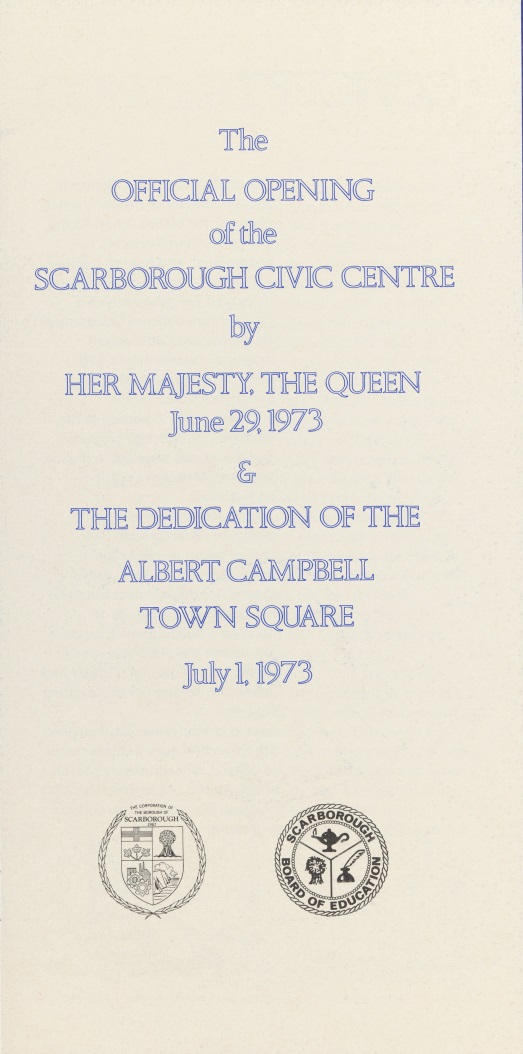 The
OFFICIAL OPENING
of the
SCARBOROUGH CIVIC CENTRE
by
HER MAJESTY, THE QUEEN
June 29, 1973
&
THE DEDICATION OF THE
ALBERT CAMPBELL
TOWN SQUARE
July 1, 1973
THE CORPORATION OF
THE BOROUGH OF
SCARBOROUGH
1967
SCARBOROUGH
BOARD OF EDUCATION